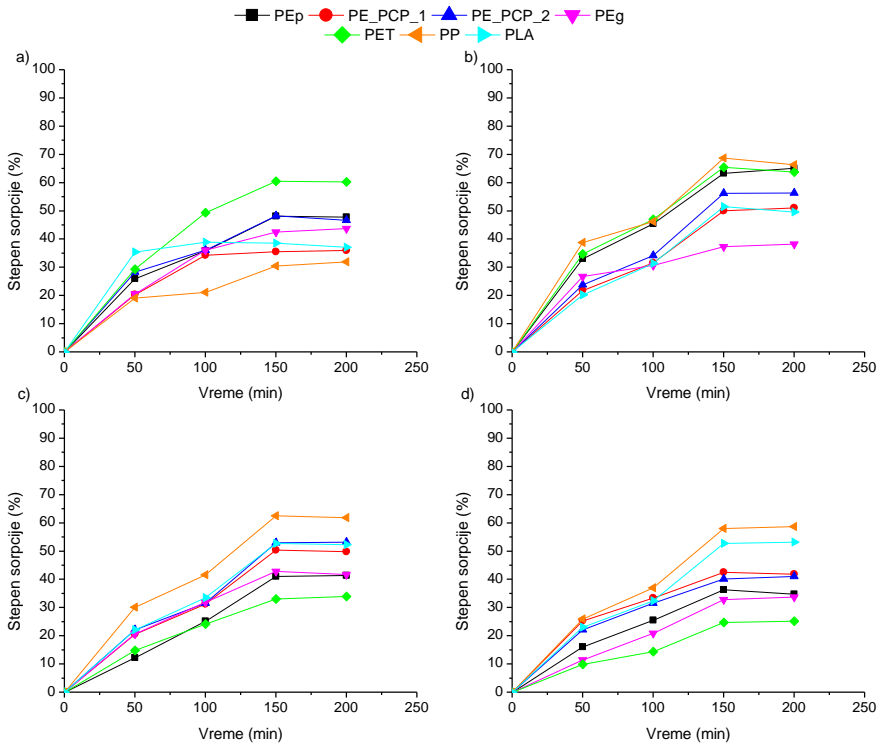 PEp PE_PCP_1 PE_PCP_2 PEg
PET PP PLA
a)
100
90
80
70
60
50
40
30
20
10
0
Stepen sorpcije (%)
0 50 100 150 200 250
Vreme (min)
b)
100
90
80
70
60
50
40
30
20
10
0
Stepen sorpcije (%)
0 50 100 150 200 250
Vreme (min)
c)
100
90
80
70
60
50
40
30
20
10
0
Stepen sorpcije (%)
0 50 100 150 200 250
Vreme (min)
d)
100
90
80
70
60
50
40
30
20
10
0
Stepen sorpcije (%)
0 50 100 150 200 250
Vreme (min)